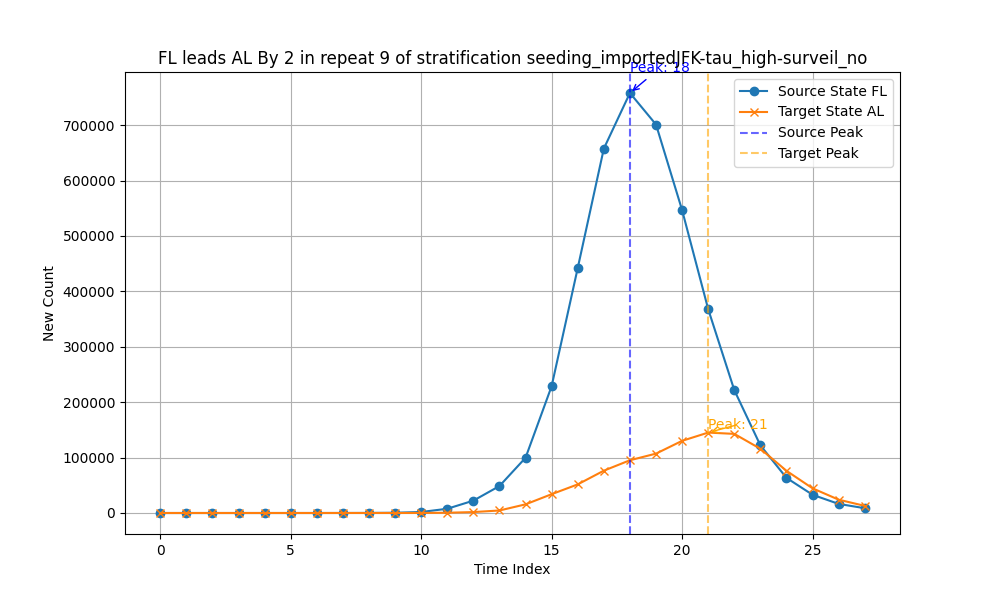 FL leads AL By 2 in repeat 9 of stratification seeding_importedJFK-tau_high-surveil_no
Peak: 18
Source State FL
Target State AL
Source Peak
Target Peak
Peak: 21
New Count
700000
600000
500000
400000
300000
200000
100000
0
0 5 10 15 20 25
Time Index